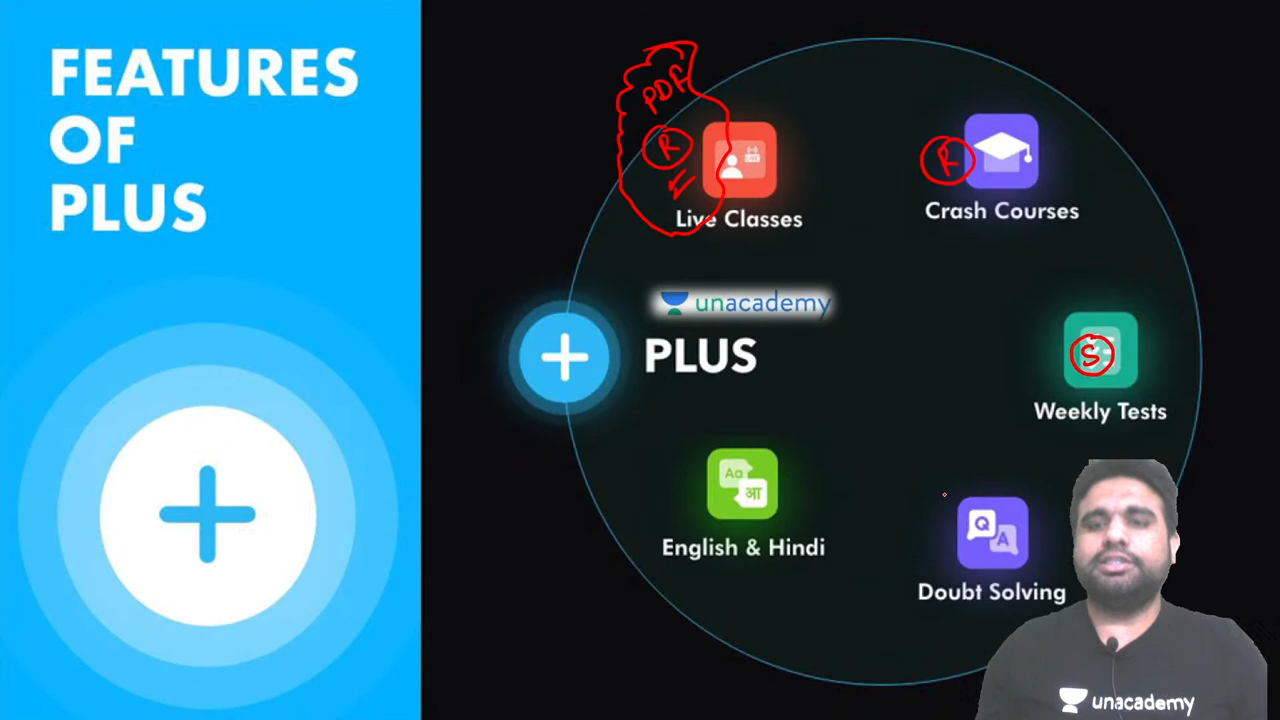 FEATURES
OF
PLUS
PDF
R
Live Classes
R
Crash Courses
unacademy
PLUS
S
Weekly Tests
Aa
आ
English & Hindi
Q
A
Doubt Solving
unacademy